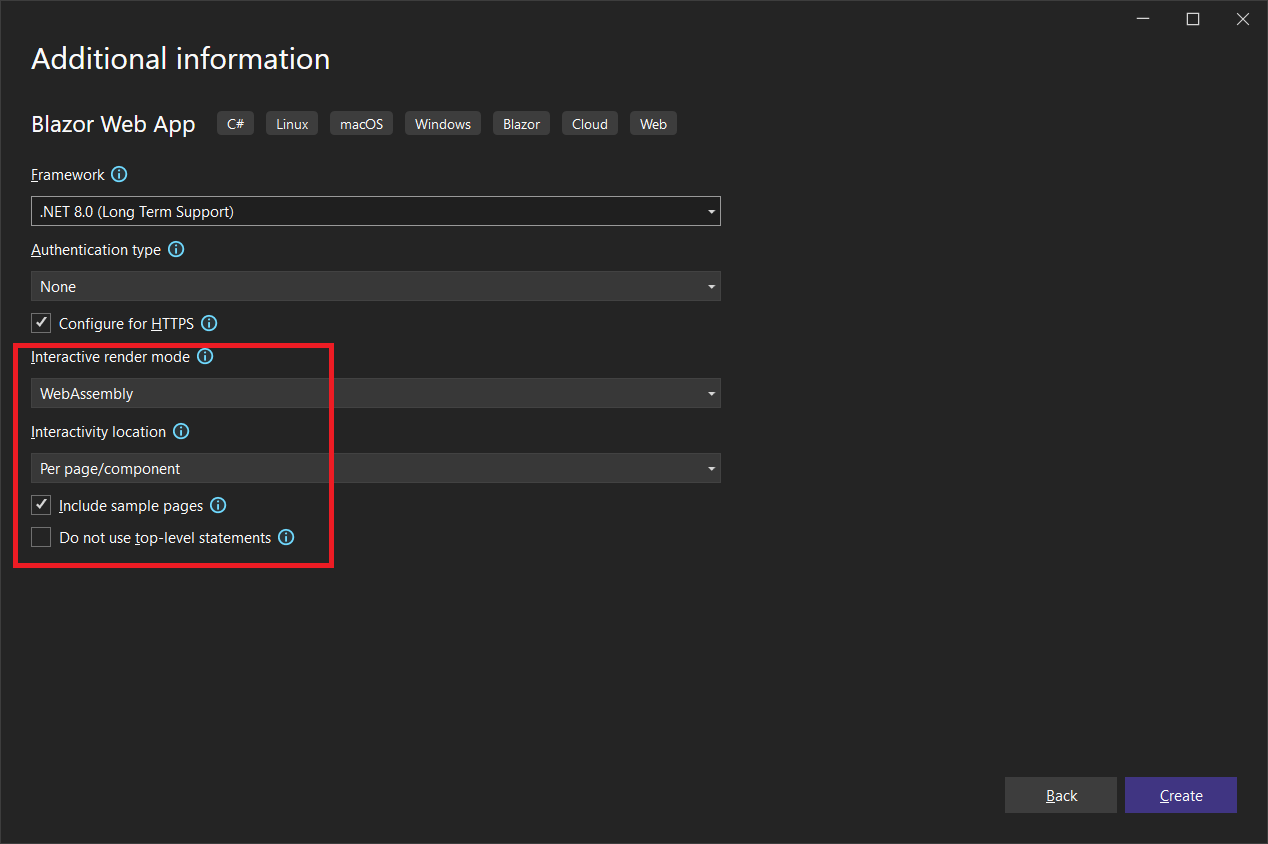 Additional information
Blazor Web App C# Linux macOS Windows Blazor Cloud Web
Framework
.NET 8.0 (Long Term Support)
Authentication type
None
Configure for HTTPS
Interactive render mode
WebAssembly
Interactivity location
Per page/component
Include sample pages
Do not use top-level statements
Back Create